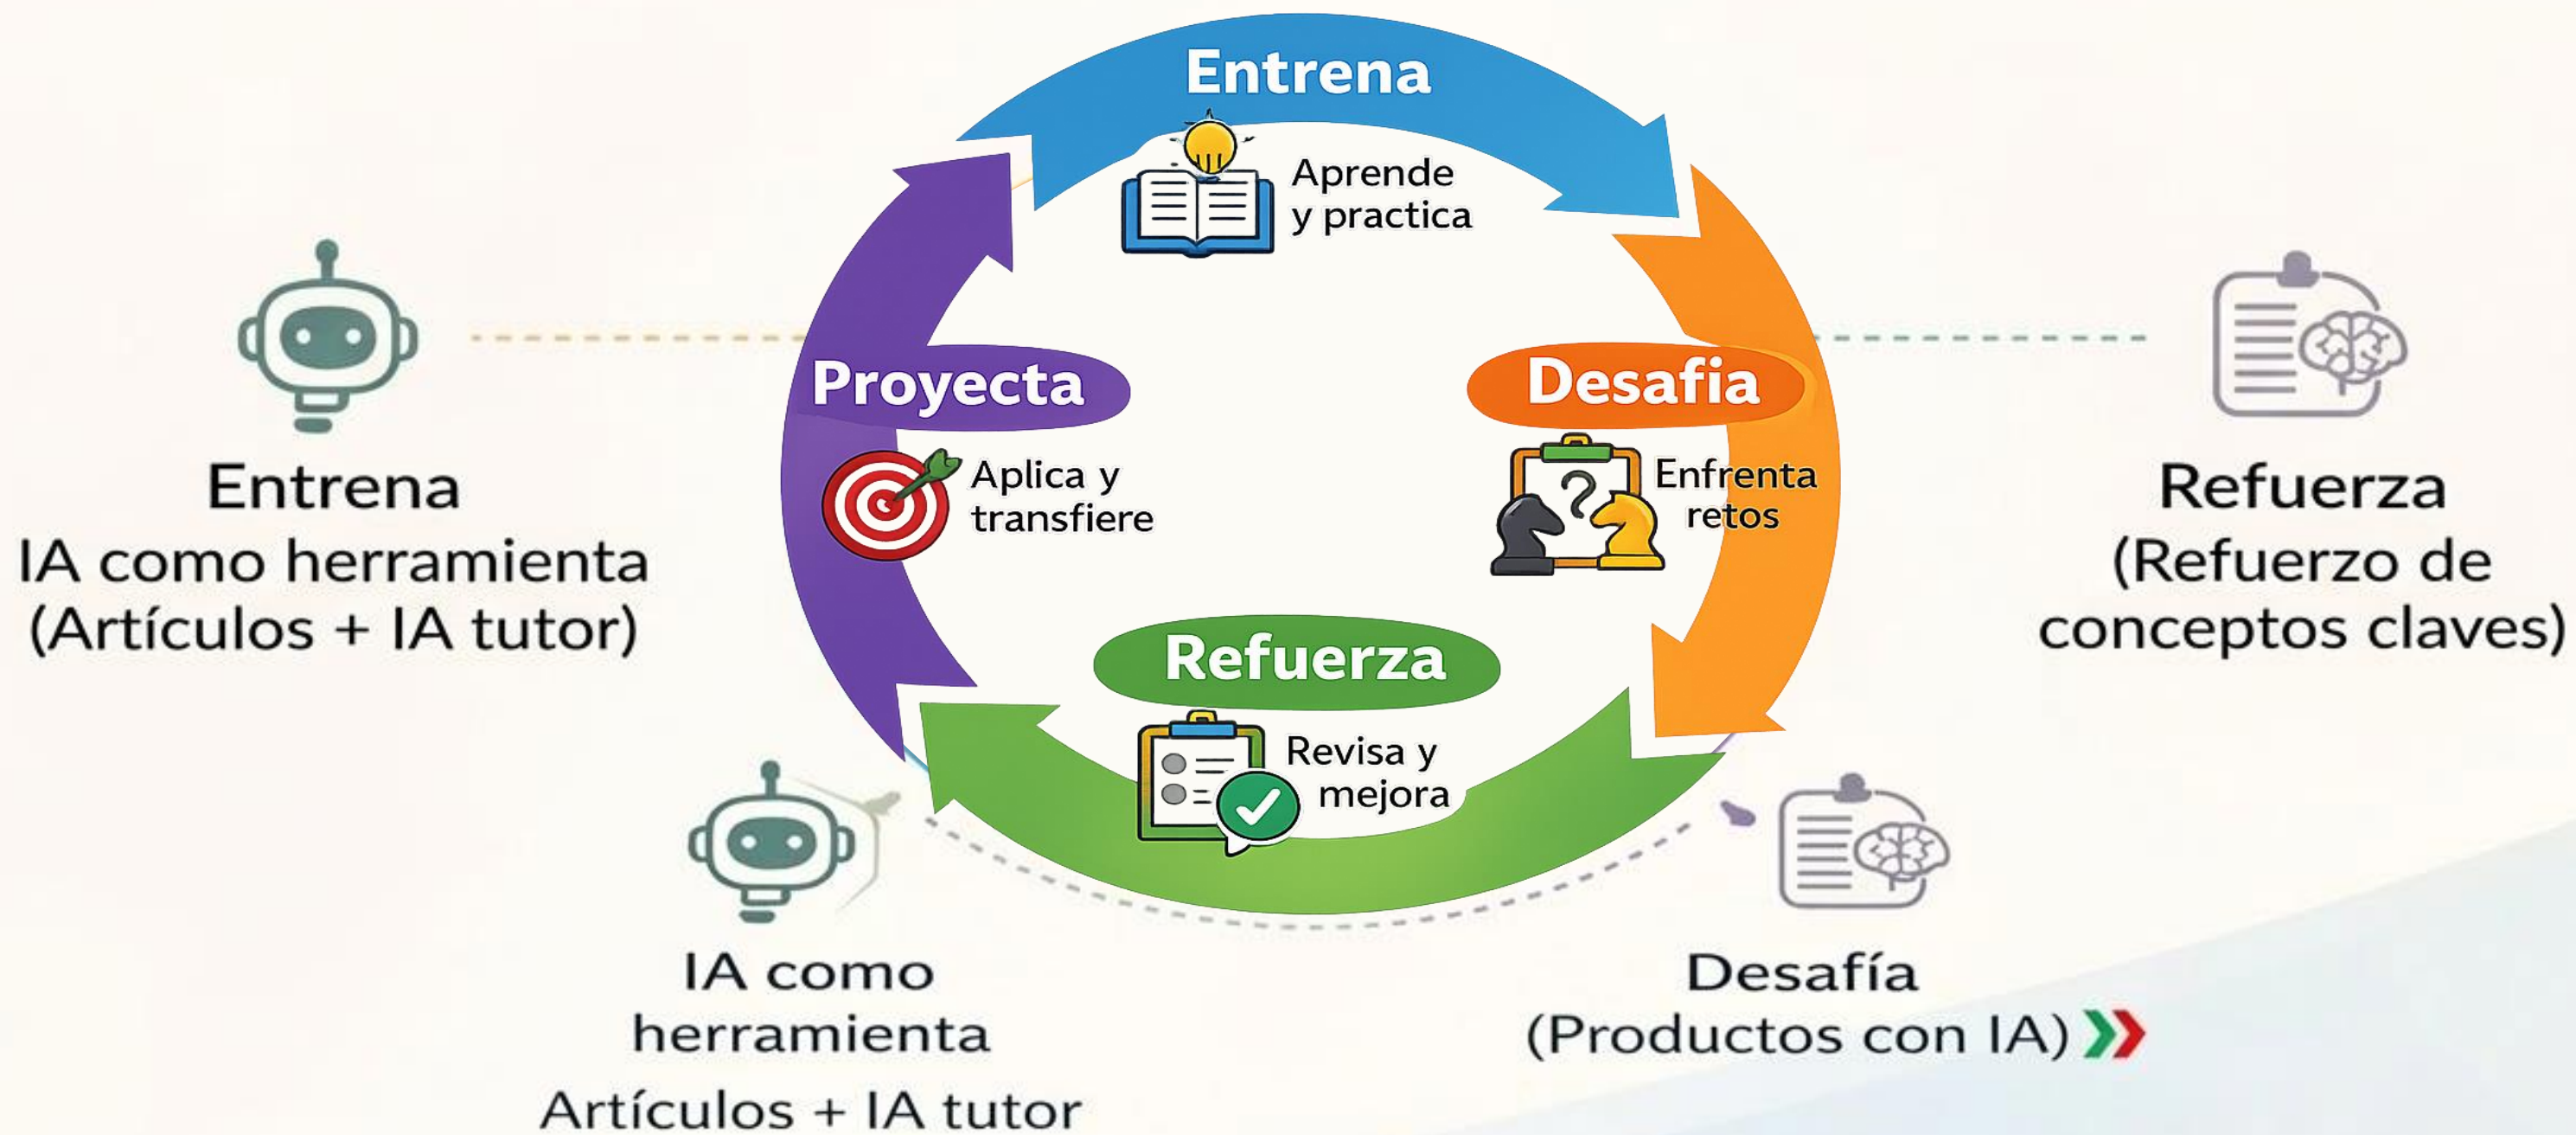 Entrena
Aprende
y practica
Proyecta
Aplica y
transfiere
Desafia
Enfrenta
retos
Refuerza
Revisa y
mejora
Entrena
IA como herramienta
(Artículos + IA tutor)
Refuerza
(Refuerzo de
conceptos claves)
IA como
herramienta
Artículos + IA tutor
Desafía
(Productos con IA)